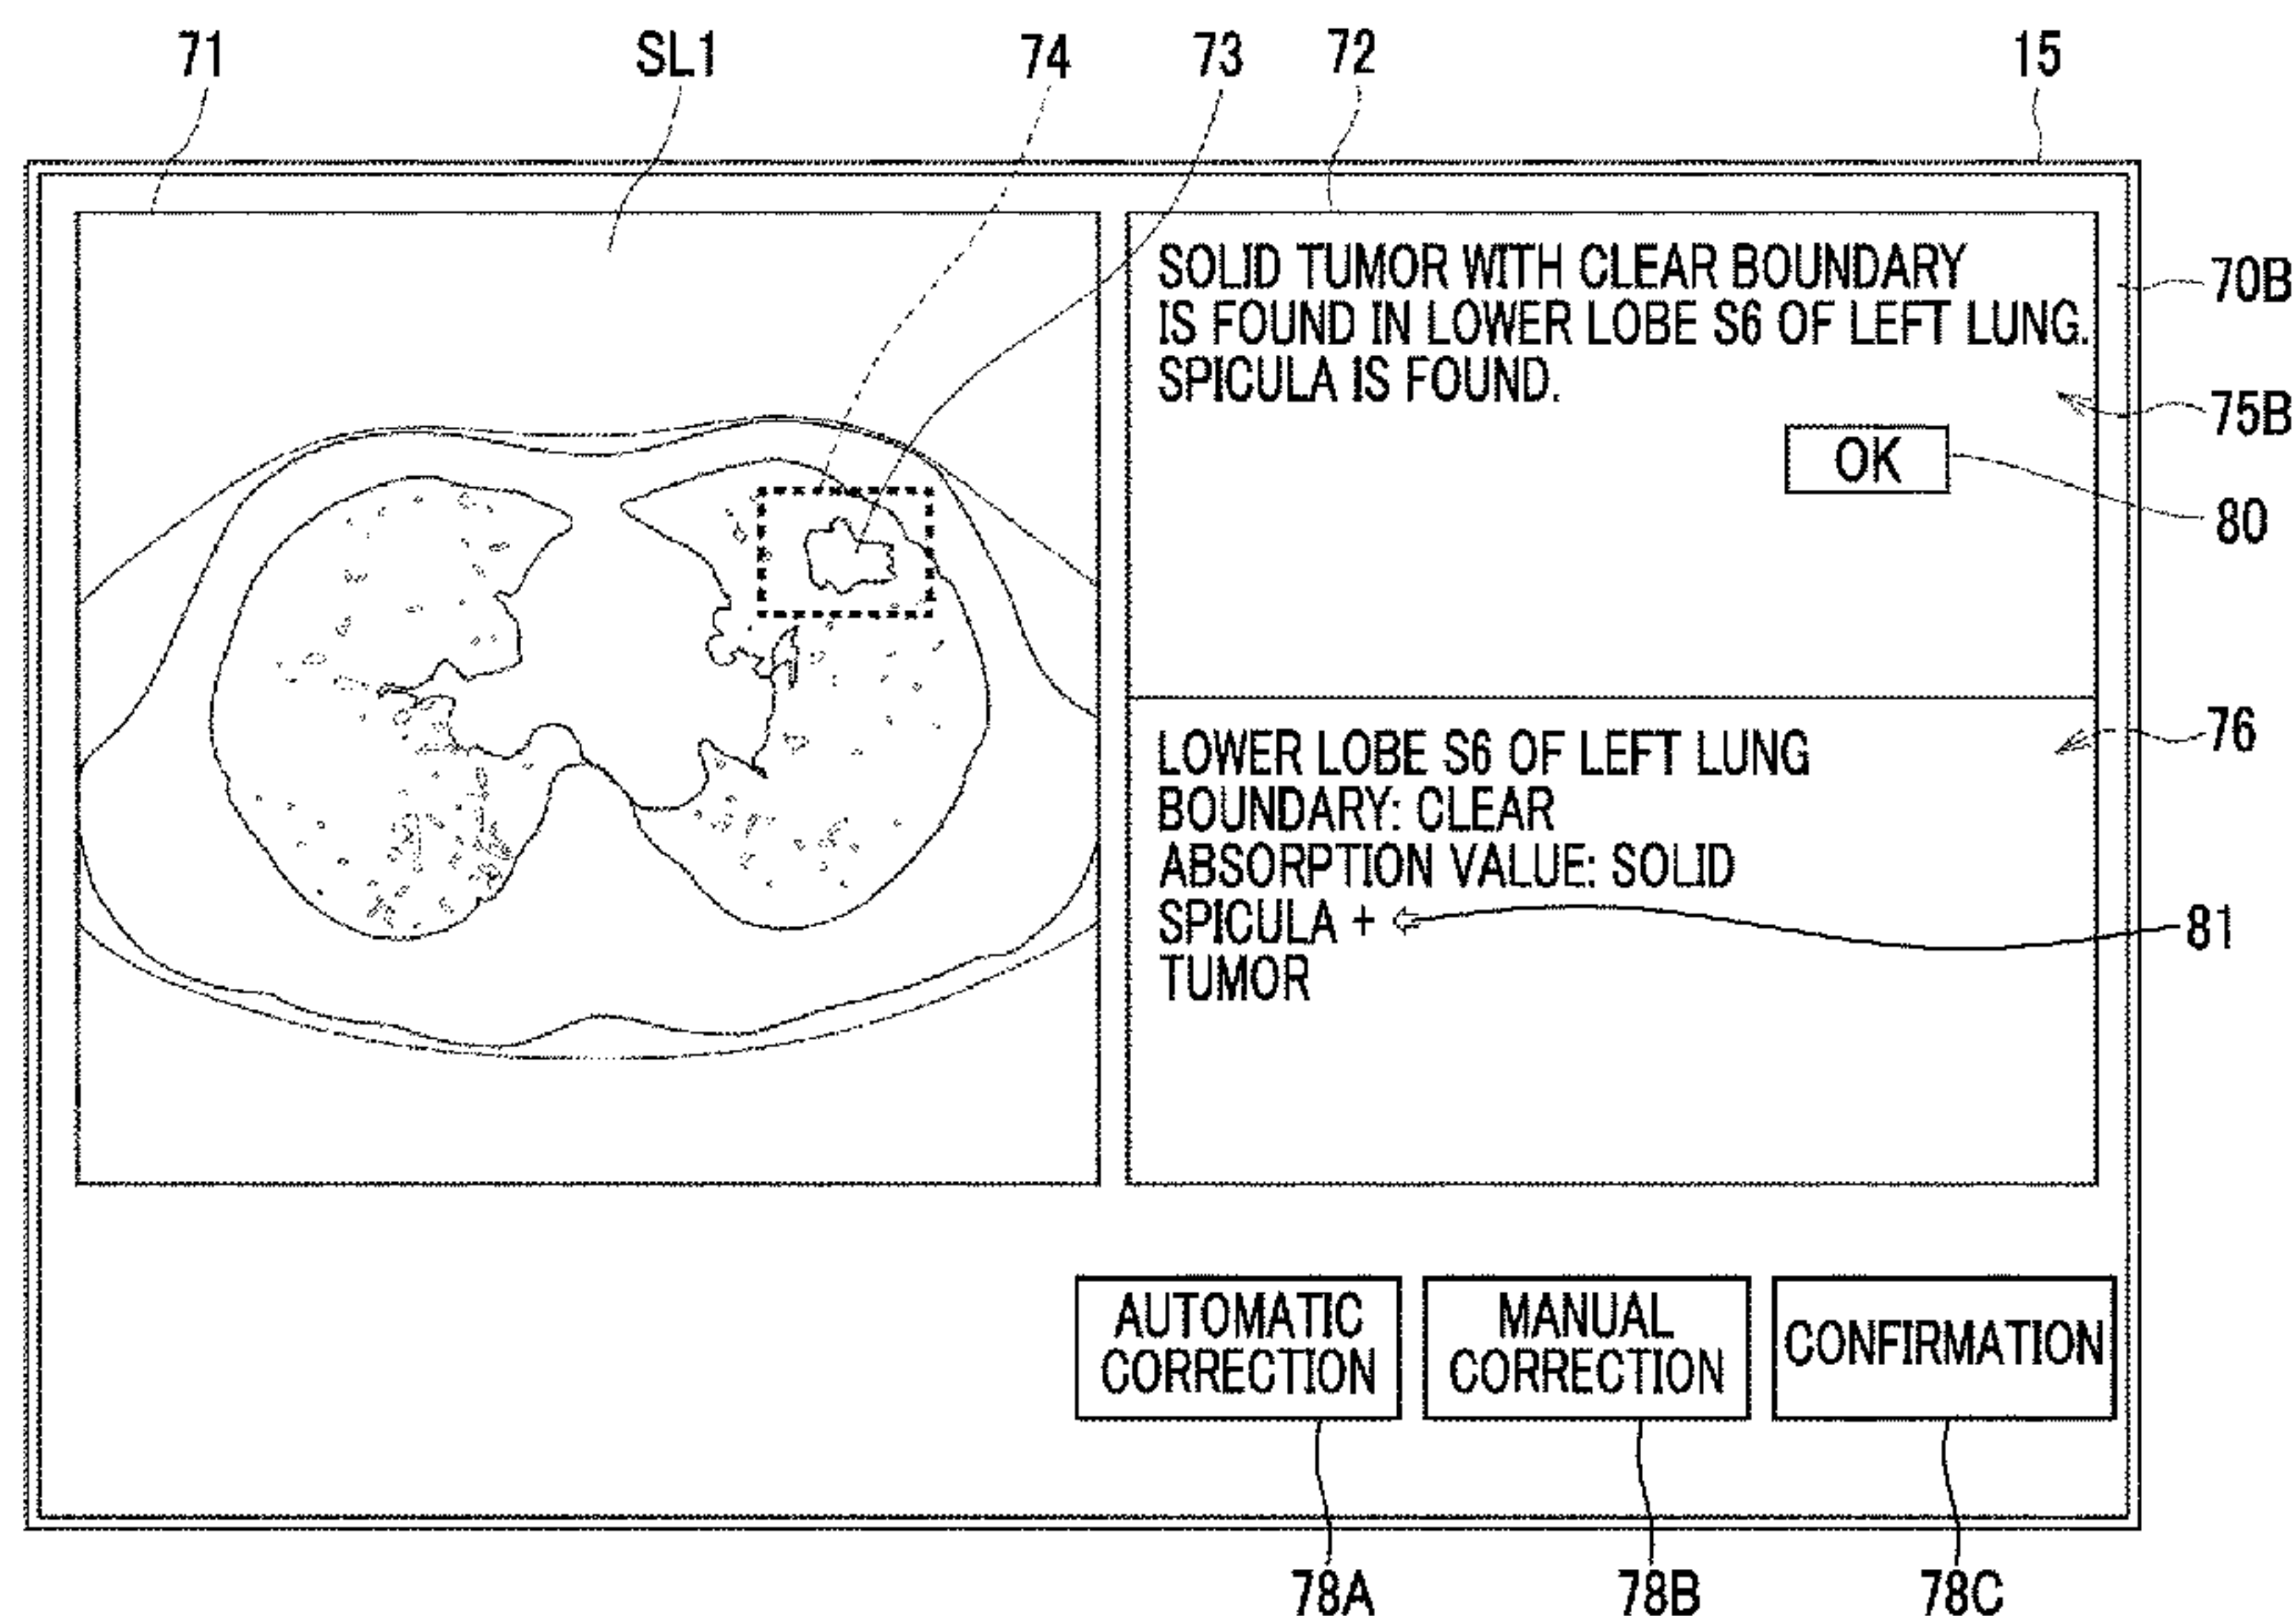 71
SL1
74
73
72
15
SOLID TUMOR WITH CLEAR BOUNDARY
IS FOUND IN LOWER LOBE S6 OF LEFT LUNG.
SPICULA IS FOUND.
70B
75B
OK
80
LOWER LOBE S6 OF LEFT LUNG
BOUNDARY: CLEAR
ABSORPTION VALUE: SOLID
SPICULA +
TUMOR
76
81
AUTOMATIC
CORRECTION
MANUAL
CORRECTION
CONFIRMATION
78A
78B
78C